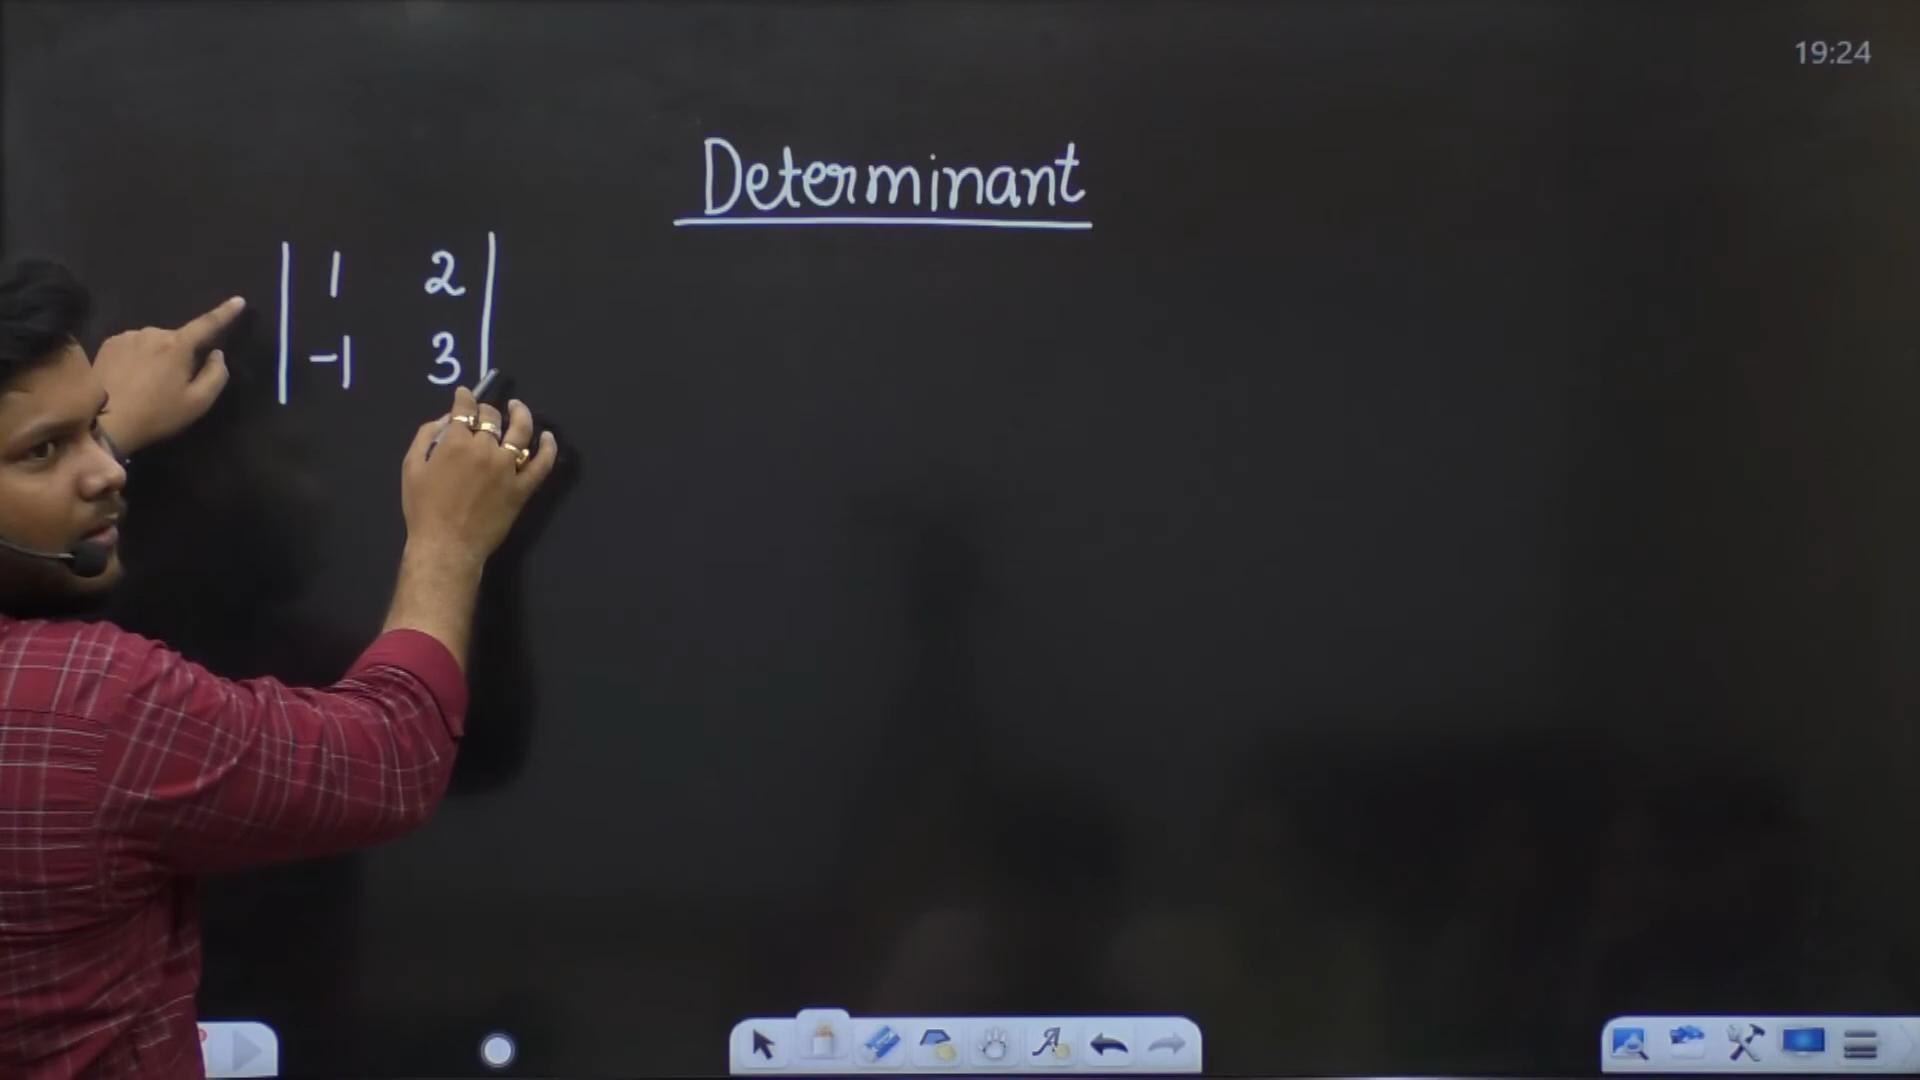 19:24
Determinant
| 1 2 |
| -1 3 |